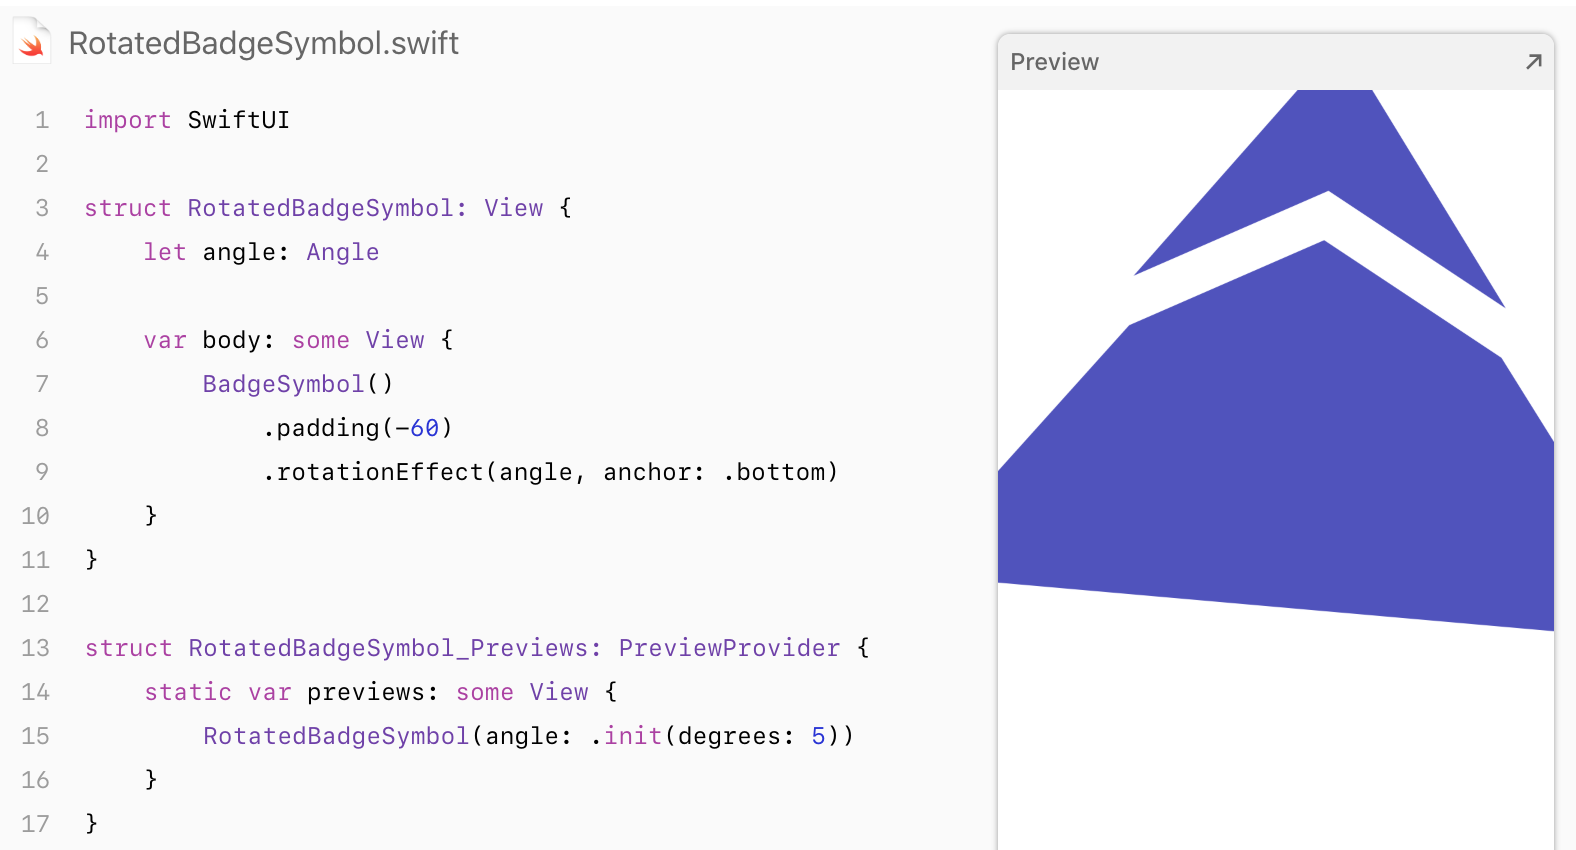 RotatedBadgeSymbol.swift
Preview
1 import SwiftUI
2
3 struct RotatedBadgeSymbol: View {
4     let angle: Angle
5
6     var body: some View {
7         BadgeSymbol()
8             .padding(-60)
9             .rotationEffect(angle, anchor: .bottom)
10     }
11 }
12
13 struct RotatedBadgeSymbol_Previews: PreviewProvider {
14     static var previews: some View {
15         RotatedBadgeSymbol(angle: .init(degrees: 5))
16     }
17 }